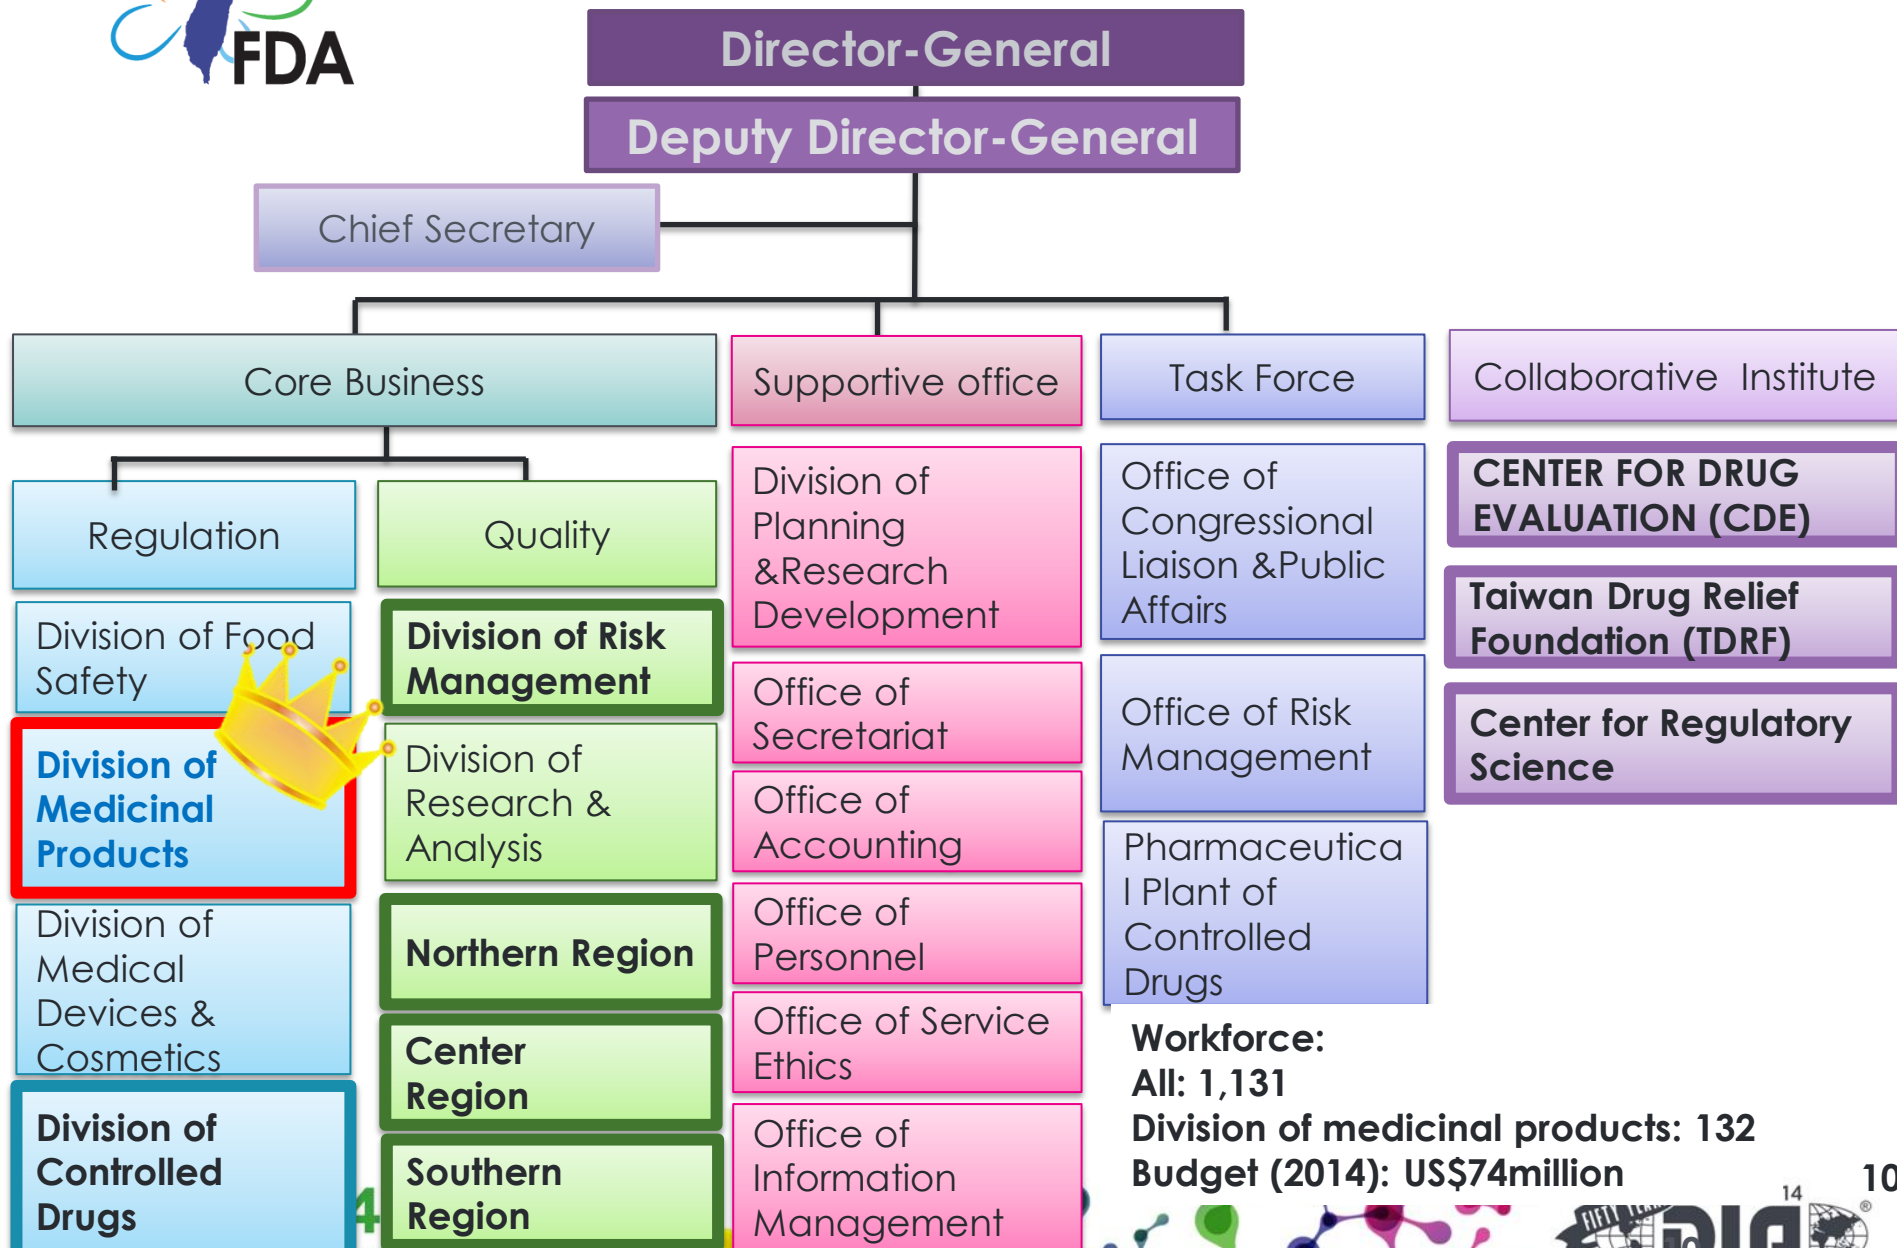 FDA
Director-General
Deputy Director-General
Chief Secretary
Core Business
Supportive office
Task Force
Collaborative Institute
Regulation
Division of Food
Safety
Division of
Medicinal
Products
Division of
Medical
Devices &
Cosmetics
Division of
Controlled
Drugs
Quality
Division of Risk
Management
Division of
Research &
Analysis
Northern Region
Center
Region
Southern
Region
Division of
Planning
&Research
Development
Office of
Secretariat
Office of
Accounting
Office of
Personnel
Office of Service
Ethics
Office of
Information
Management
Office of
Congressional
Liaison &Public
Affairs
Office of Risk
Management
Pharmaceutica
l Plant of
Controlled
Drugs
CENTER FOR DRUG
EVALUATION (CDE)
Taiwan Drug Relief
Foundation (TDRF)
Center for Regulatory
Science
Workforce:
All: 1,131
Division of medicinal products: 132
Budget (2014): US$74million
10
14
4
DIA
®